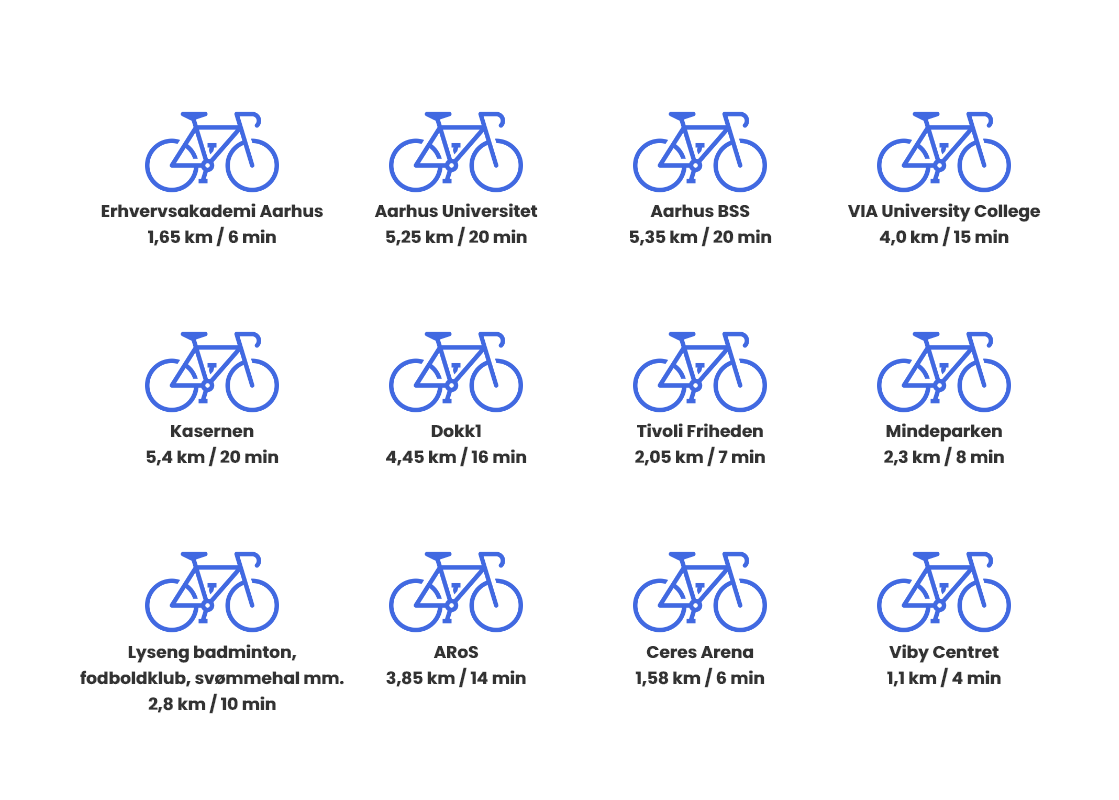 Erhvervsakademi Aarhus
1,65 km / 6 min
Aarhus Universitet
5,25 km / 20 min
Aarhus BSS
5,35 km / 20 min
VIA University College
4,0 km / 15 min
Kasernen
5,4 km / 20 min
Dokk1
4,45 km / 16 min
Tivoli Friheden
2,05 km / 7 min
Mindeparken
2,3 km / 8 min
Lyseng badminton,
fodboldklub, svømmehal mm.
2,8 km / 10 min
ARoS
3,85 km / 14 min
Ceres Arena
1,58 km / 6 min
Viby Centret
1,1 km / 4 min